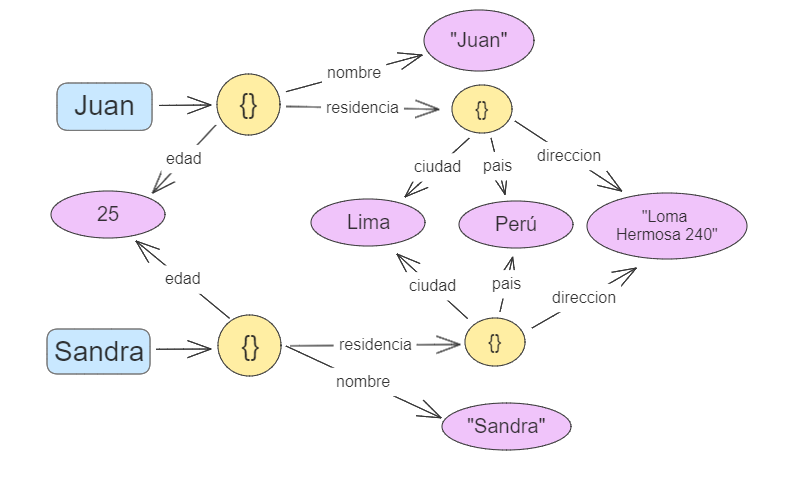 "Juan"
nombre
Juan
{}
residencia
{}
edad
ciudad
pais
direccion
25
Lima
Perú
"Loma
Hermosa 240"
edad
ciudad
pais
direccion
Sandra
{}
residencia
{}
nombre
"Sandra"